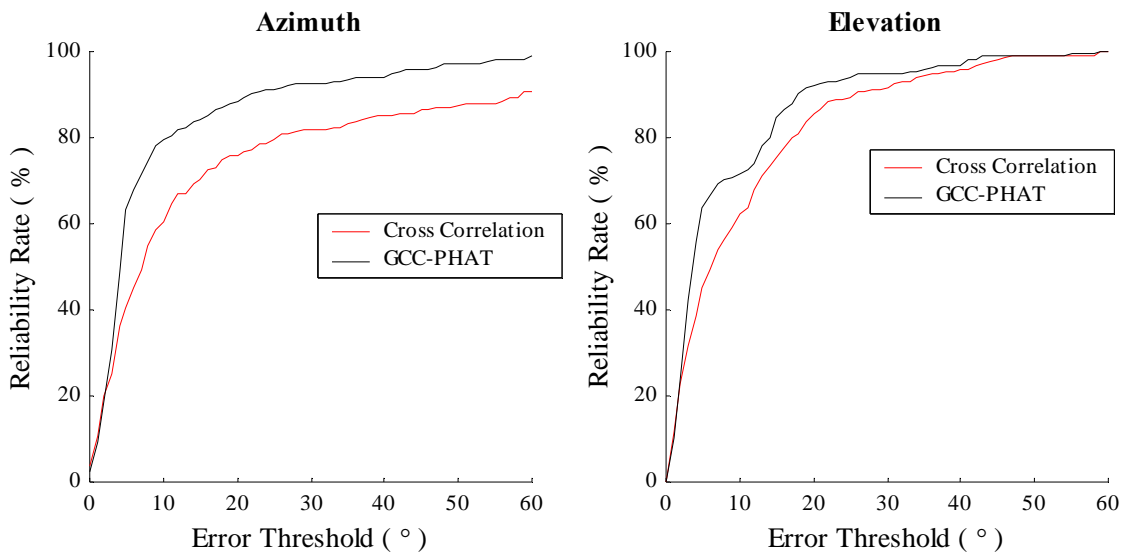 Azimuth
100
80
60
40
20
0
Reliability Rate ( % )
Cross Correlation
GCC-PHAT
0 10 20 30 40 50 60
Error Threshold ( ° )
Elevation
100
80
60
40
20
0
Reliability Rate ( % )
Cross Correlation
GCC-PHAT
0 10 20 30 40 50 60
Error Threshold ( ° )